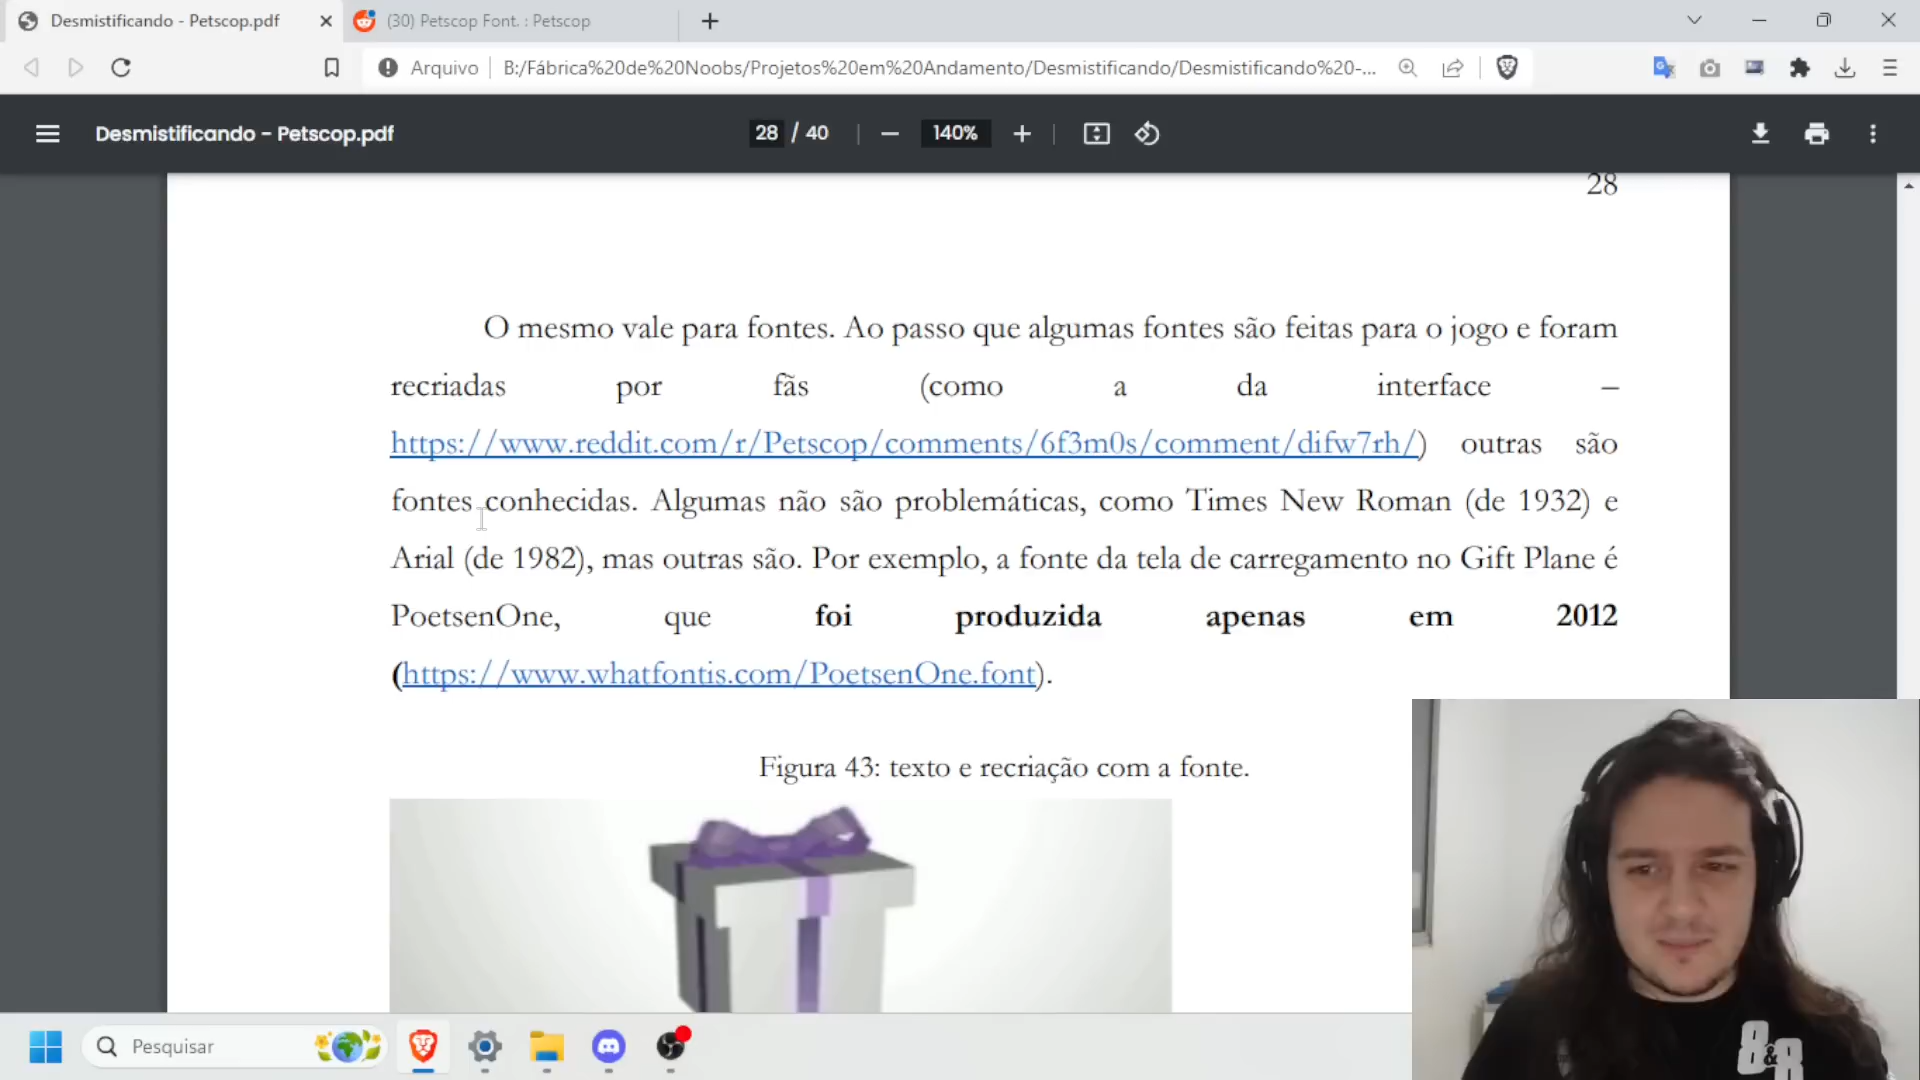 Desmistificando - Petscop.pdf
(30) Petscop Font. : Petscop
Arquivo
B:/Fábrica%20de%20Noobs/Projetos%20em%20Andamento/Desmistificando/Desmistificando%20-...
Desmistificando - Petscop.pdf
28 / 40
140%
28
O mesmo vale para fontes. Ao passo que algumas fontes são feitas para o jogo e foram
recriadas por fãs (como a da interface –
https://www.reddit.com/r/Petscop/comments/6f3m0s/comment/difw7rh/) outras são
fontes conhecidas. Algumas não são problemáticas, como Times New Roman (de 1932) e
Arial (de 1982), mas outras são. Por exemplo, a fonte da tela de carregamento no Gift Plane é
PoetsenOne, que foi produzida apenas em 2012
(https://www.whatfontis.com/PoetsenOne.font).
Figura 43: texto e recriação com a fonte.
Pesquisar
8&8